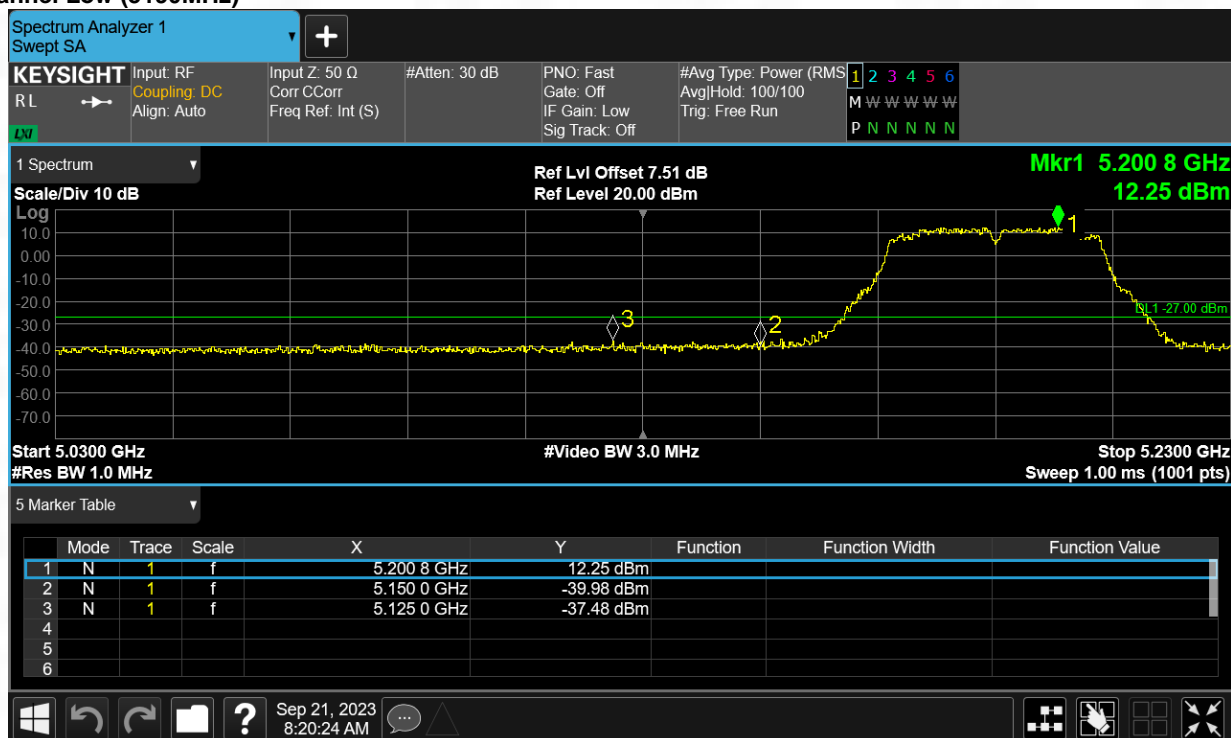 Spectrum Analyzer 1
Swept SA
KEYSIGHT Input: RF Input Z: 50 Ω #Atten: 30 dB PNO: Fast #Avg Type: Power (RMS 1 2 3 4 5 6
RL Coupling: DC Corr CCorr Gate: Off Avg|Hold: 100/100 M W W W W W
Align: Auto Freq Ref: Int (S) IF Gain: Low Trig: Free Run
LXI Sig Track: Off P N N N N N
1 Spectrum Ref Lvl Offset 7.51 dB Mkr1 5.200 8 GHz
Scale/Div 10 dB Ref Level 20.00 dBm 12.25 dBm
Log
10.0 1
0.00
-10.0
-20.0 DL1 -27.00 dBm
-30.0 3 2
-40.0
-50.0
-60.0
-70.0
Start 5.0300 GHz #Video BW 3.0 MHz Stop 5.2300 GHz
#Res BW 1.0 MHz Sweep 1.00 ms (1001 pts)
5 Marker Table
Mode Trace Scale X Y Function Function Width Function Value
1 N 1 f 5.200 8 GHz 12.25 dBm
2 N 1 f 5.150 0 GHz -39.98 dBm
3 N 1 f 5.125 0 GHz -37.48 dBm
4
5
6
? Sep 21, 2023
8:20:24 AM